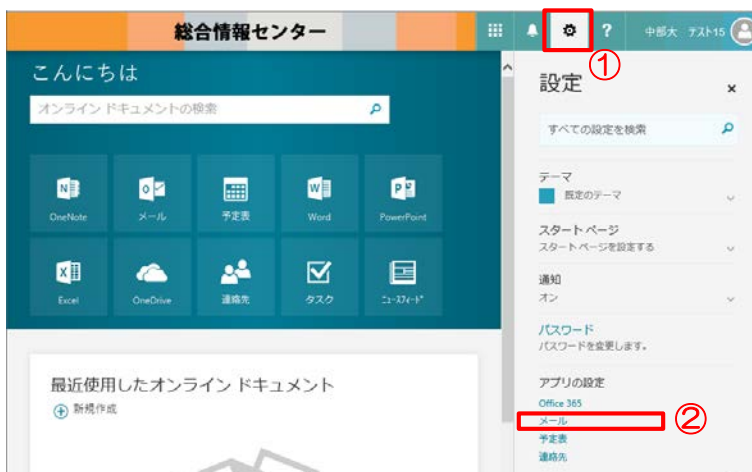 総合情報センター
? 中部大 テスト15
①
こんにちは
オンライン ドキュメントの検索
OneNote メール 予定表 Word PowerPoint
Excel OneDrive 連絡先 タスク ニュースフィード
最近使用したオンライン ドキュメント
新規作成
設定 ×
すべての設定を検索
テーマ
既定のテーマ
スタート ページ
スタート ページを設定する
通知
オン
パスワード
パスワードを変更します。
アプリの設定
Office 365
メール ②
予定表
連絡先